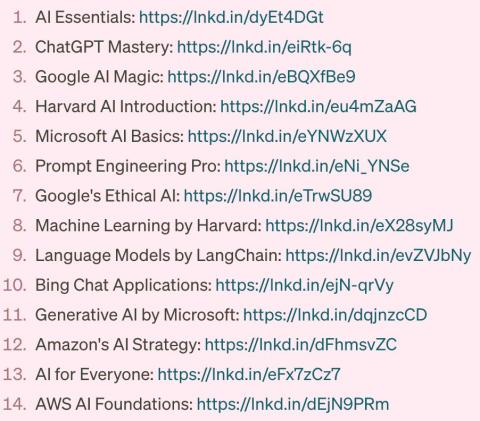 1. AI Essentials: https://lnkd.in/dyEt4DGt
2. ChatGPT Mastery: https://lnkd.in/eiRtk-6q
3. Google AI Magic: https://lnkd.in/eBQXfBe9
4. Harvard AI Introduction: https://lnkd.in/eu4mZaAG
5. Microsoft AI Basics: https://lnkd.in/eYNWzXUX
6. Prompt Engineering Pro: https://lnkd.in/eNi_YNSe
7. Google's Ethical AI: https://lnkd.in/eTrwSU89
8. Machine Learning by Harvard: https://lnkd.in/eX28syMJ
9. Language Models by LangChain: https://lnkd.in/evZVJbNy
10. Bing Chat Applications: https://lnkd.in/ejN-qrVy
11. Generative AI by Microsoft: https://lnkd.in/dqjnzcCD
12. Amazon's AI Strategy: https://lnkd.in/dFhmsvZC
13. AI for Everyone: https://lnkd.in/eFx7zCz7
14. AWS AI Foundations: https://lnkd.in/dEjN9PRm